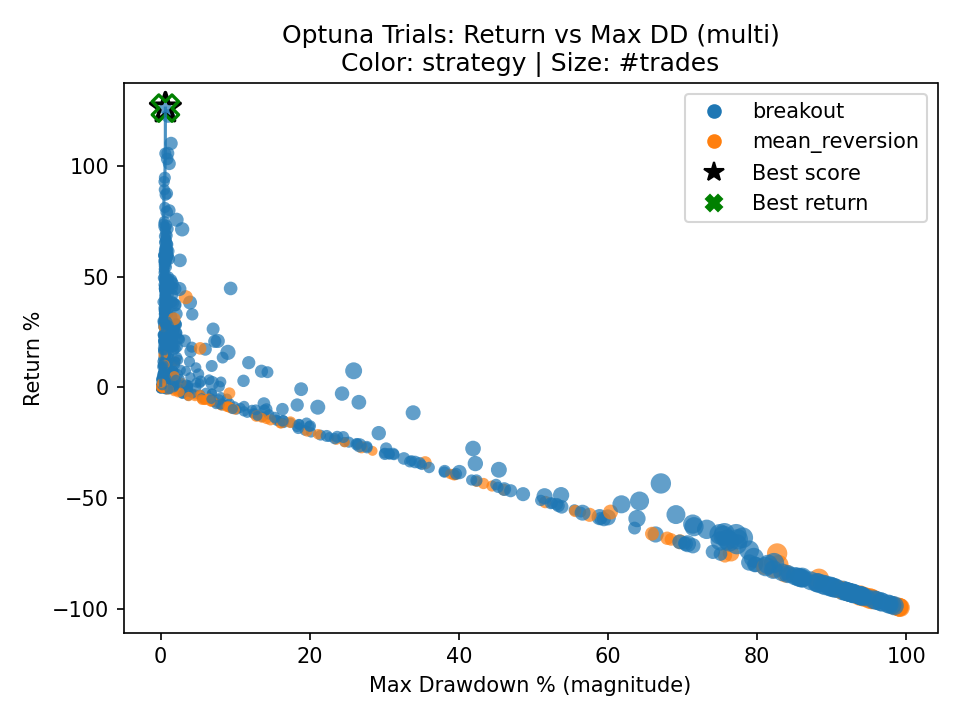 Optuna Trials: Return vs Max DD (multi)
Color: strategy | Size: #trades
breakout
mean_reversion
Best score
Best return
Return %
100
50
0
−50
−100
0
20
40
60
80
100
Max Drawdown % (magnitude)